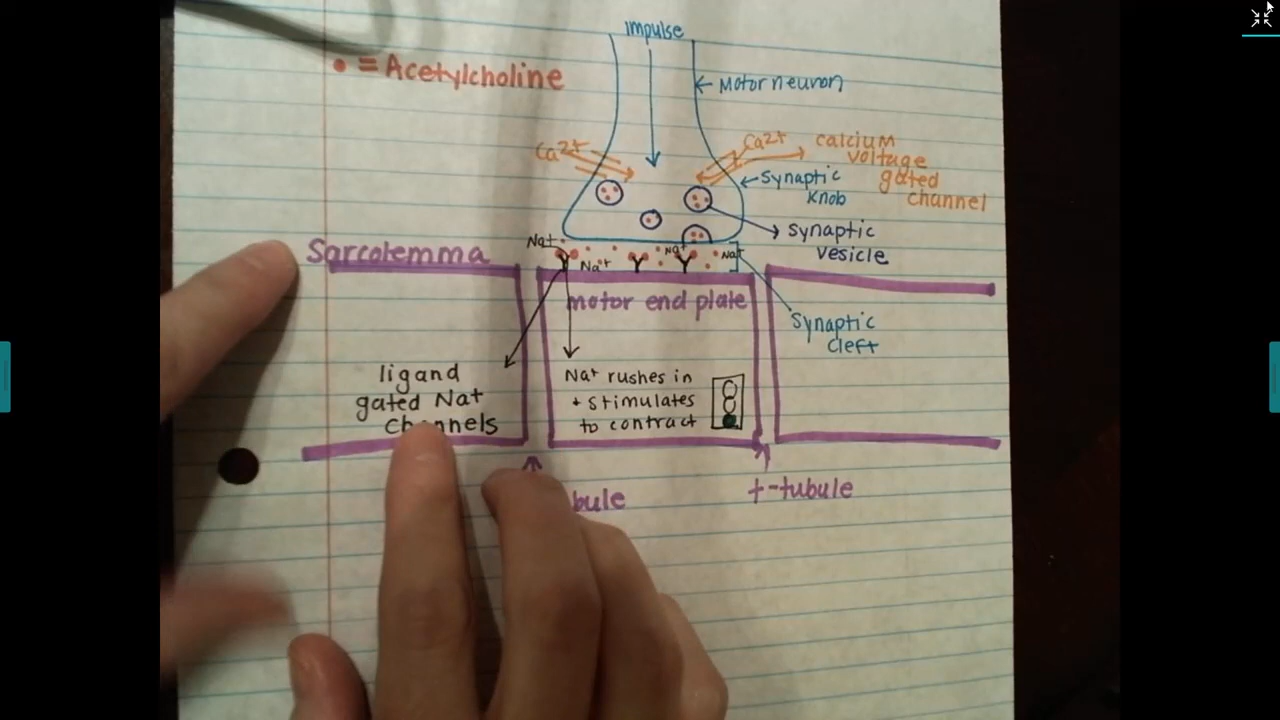 Impulse
• = Acetylcholine
Motor neuron
Ca2+
Ca2+
calcium
voltage
gated
channel
Synaptic
Knob
Synaptic
vesicle
Sarcolemma
Na+
Na+
Na+
Na+
motor end plate
Synaptic
cleft
ligand
gated Na+
channels
Na+ rushes in
+ stimulates
to contract
bule
t-tubule